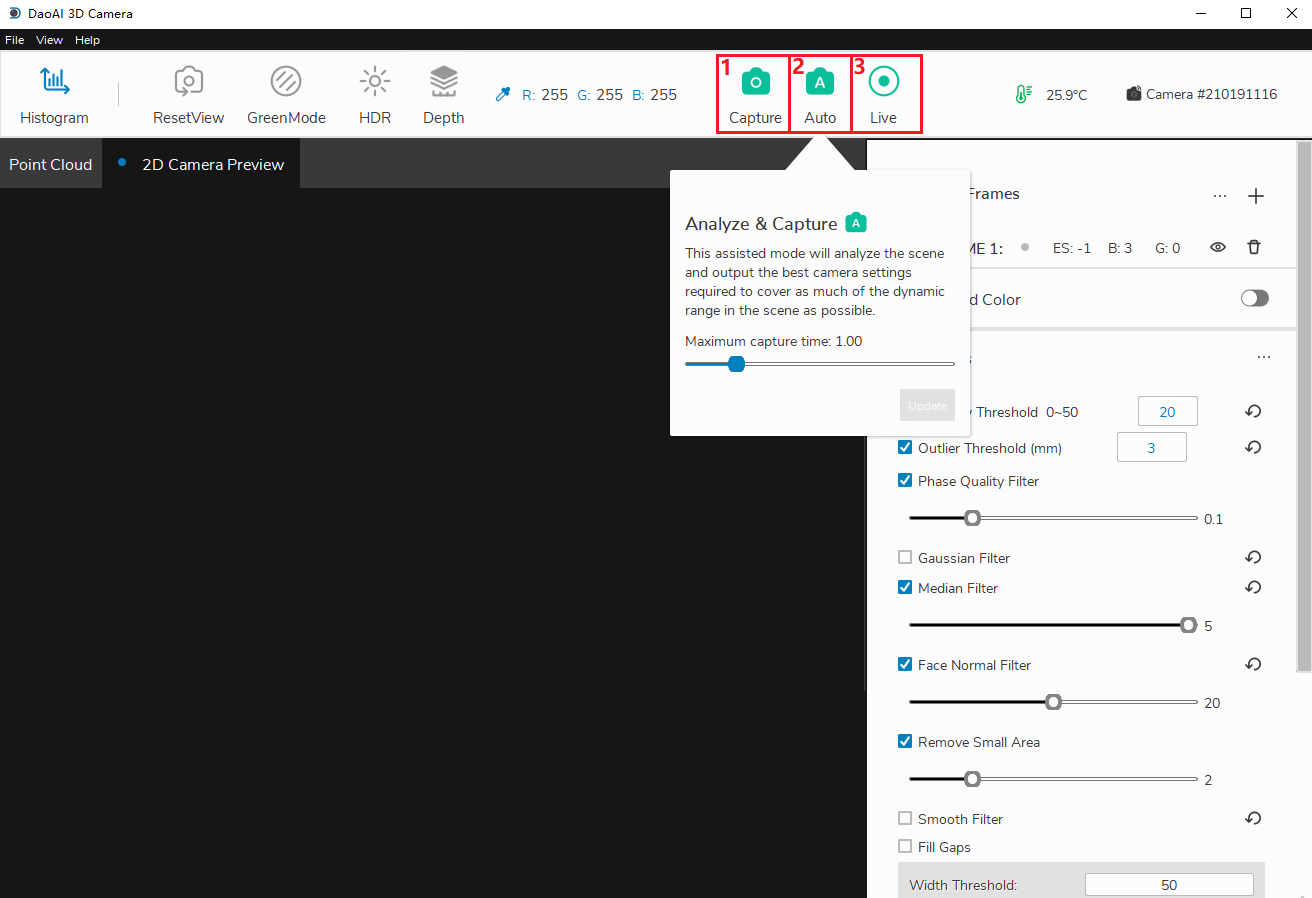 DaoAI 3D Camera
File View Help
1 2 3
Histogram ResetView GreenMode HDR Depth
R: 255 G: 255 B: 255
Capture Auto Live
A
25.9°C Camera #210191116
Point Cloud 2D Camera Preview
Frames
ME 1: ES: -1 B: 3 G: 0
d Color
Analyze & Capture A
This assisted mode will analyze the scene
and output the best camera settings
required to cover as much of the dynamic
range in the scene as possible.
Maximum capture time: 1.00
Update
Threshold 0~50 20
Outlier Threshold (mm) 3
Phase Quality Filter
0.1
Gaussian Filter
Median Filter
5
Face Normal Filter
20
Remove Small Area
2
Smooth Filter
Fill Gaps
Width Threshold: 50